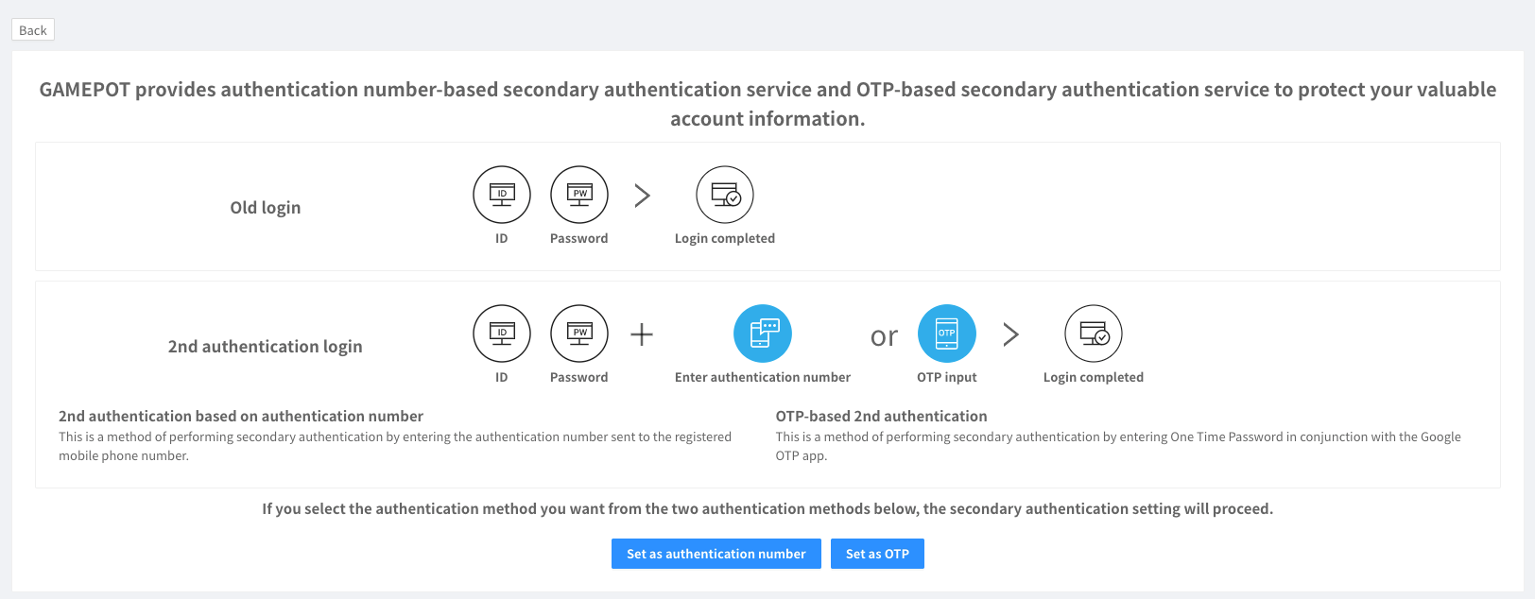 Back
GAMEPOT provides authentication number-based secondary authentication service and OTP-based secondary authentication service to protect your valuable
account information.
Old login
ID
PW
>
ID
Password
Login completed
2nd authentication login
ID
PW
+
or
OTP
>
ID
Password
Enter authentication number
OTP input
Login completed
2nd authentication based on authentication number
This is a method of performing secondary authentication by entering the authentication number sent to the registered
mobile phone number.
OTP-based 2nd authentication
This is a method of performing secondary authentication by entering One Time Password in conjunction with the Google
OTP app.
If you select the authentication method you want from the two authentication methods below, the secondary authentication setting will proceed.
Set as authentication number
Set as OTP